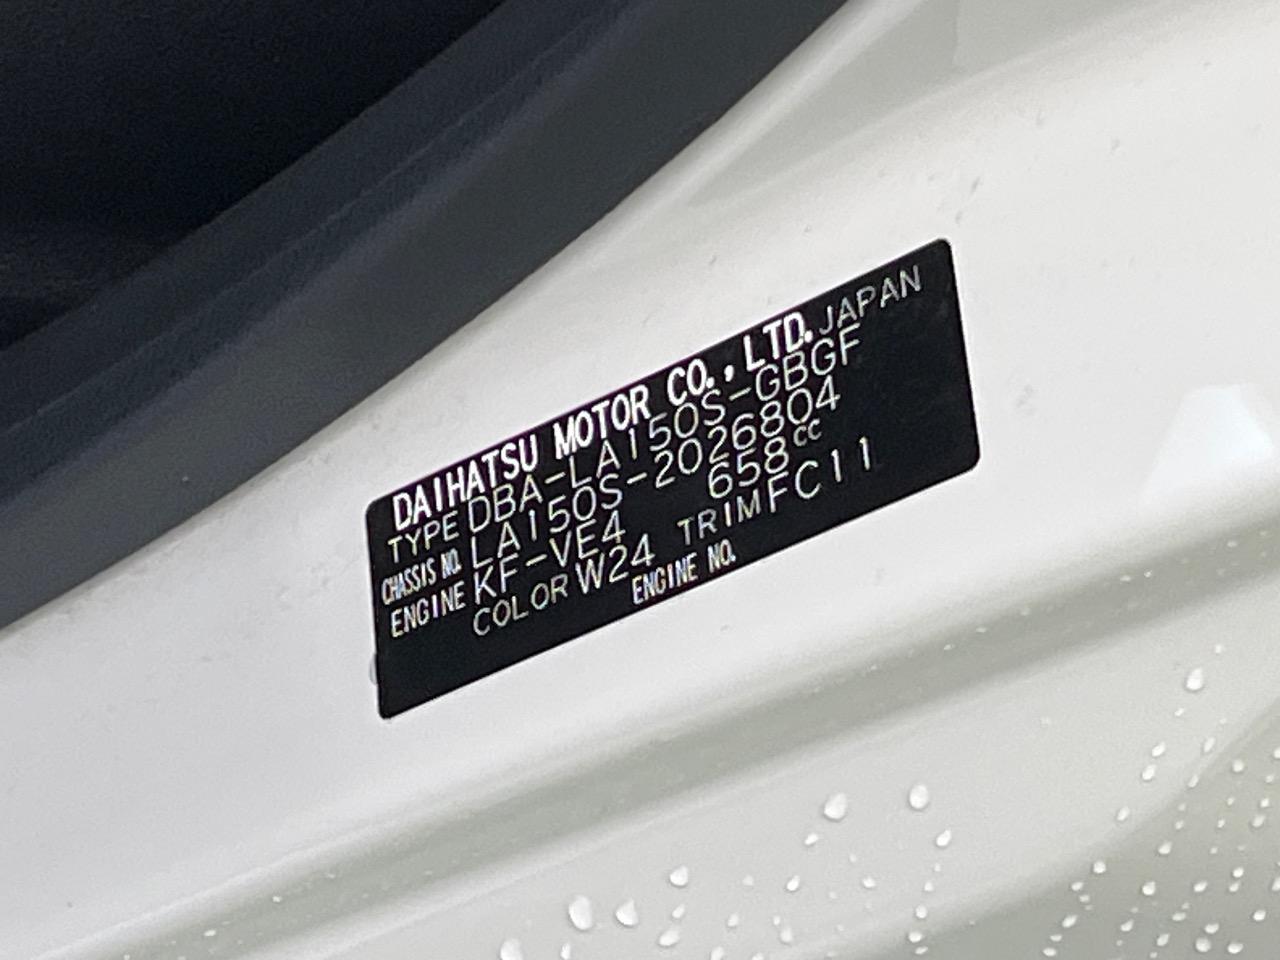 DAIHATSU MOTOR CO., LTD. JAPAN
TYPE DBA-LA150S-GBGF
CHASSIS NO. LA150S-2026804
ENGINE KF-VE4 658cc
COLOR W24 TRIM FC11
ENGINE NO.